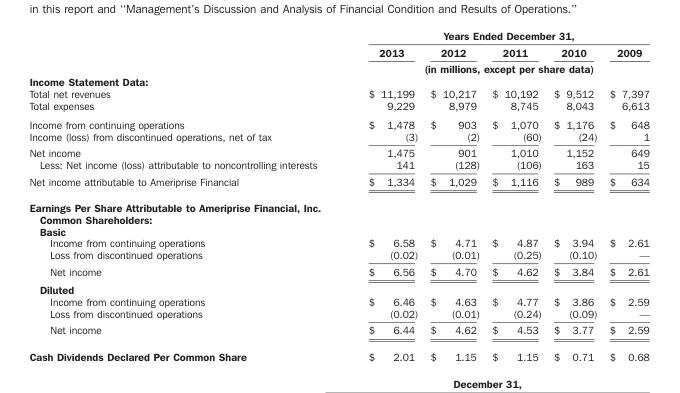 in this report and ‘‘Management’s Discussion and Analysis of Financial Condition and Results of Operations.’’
Years Ended December 31,
2013 2012 2011 2010 2009
(in millions, except per share data)
Income Statement Data:
Total net revenues $ 11,199 $ 10,217 $ 10,192 $ 9,512 $ 7,397
Total expenses 9,229 8,979 8,745 8,043 6,613
Income from continuing operations $ 1,478 $ 903 $ 1,070 $ 1,176 $ 648
Income (loss) from discontinued operations, net of tax (3) (2) (60) (24) 1
Net income 1,475 901 1,010 1,152 649
Less: Net income (loss) attributable to noncontrolling interests 141 (128) (106) 163 15
Net income attributable to Ameriprise Financial $ 1,334 $ 1,029 $ 1,116 $ 989 $ 634
Earnings Per Share Attributable to Ameriprise Financial, Inc.
Common Shareholders:
Basic
Income from continuing operations $ 6.58 $ 4.71 $ 4.87 $ 3.94 $ 2.61
Loss from discontinued operations (0.02) (0.01) (0.25) (0.10) —
Net income $ 6.56 $ 4.70 $ 4.62 $ 3.84 $ 2.61
Diluted
Income from continuing operations $ 6.46 $ 4.63 $ 4.77 $ 3.86 $ 2.59
Loss from discontinued operations (0.02) (0.01) (0.24) (0.09) —
Net income $ 6.44 $ 4.62 $ 4.53 $ 3.77 $ 2.59
Cash Dividends Declared Per Common Share $ 2.01 $ 1.15 $ 1.15 $ 0.71 $ 0.68
December 31,